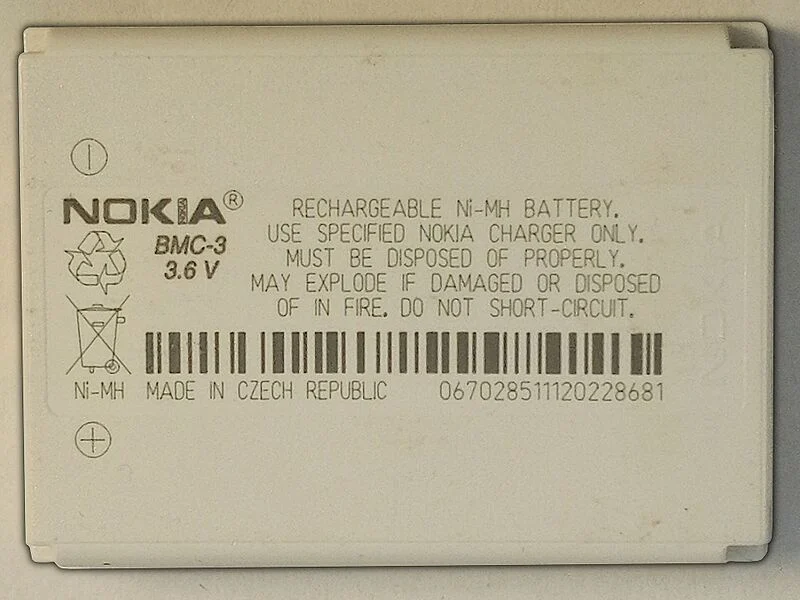 NOKIA®
BMC-3
3.6 V
RECHARGEABLE Ni-MH BATTERY.
USE SPECIFIED NOKIA CHARGER ONLY.
MUST BE DISPOSED OF PROPERLY.
MAY EXPLODE IF DAMAGED OR DISPOSED
OF IN FIRE. DO NOT SHORT-CIRCUIT.
Ni-MH MADE IN CZECH REPUBLIC 0670285111120228681